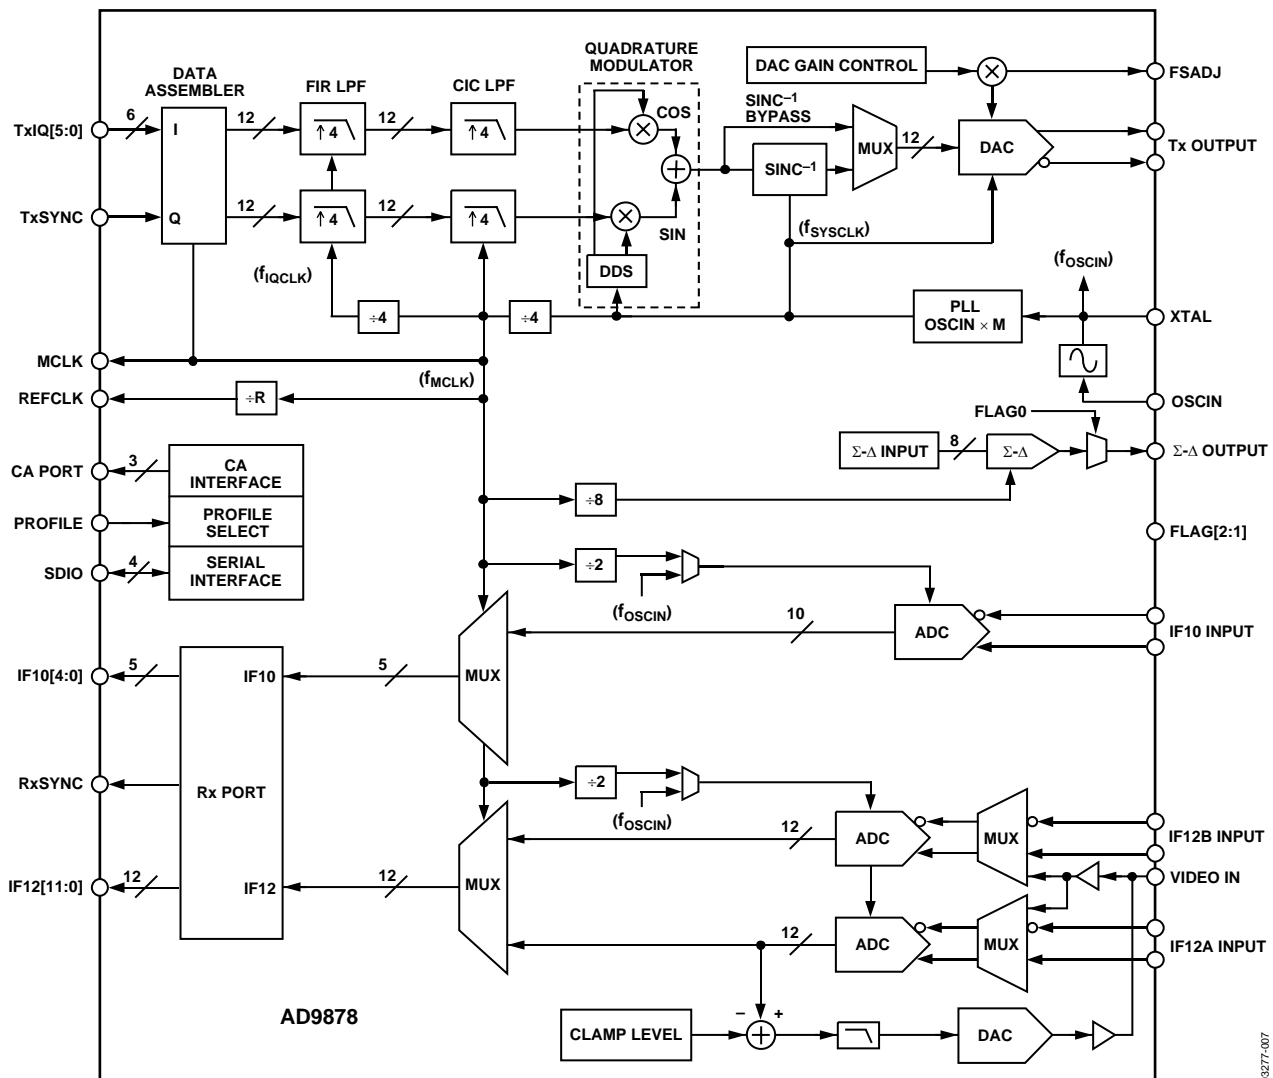 QUADRATURE
MODULATOR
DATA
ASSEMBLER
FIR LPF
CIC LPF
DAC GAIN CONTROL
FSADJ
TxIQ[5:0]
6
I
12
↑4
12
↑4
COS
SINC–1
BYPASS
MUX
12
DAC
Tx OUTPUT
SINC–1
TxSYNC
Q
12
↑4
12
↑4
SIN
DDS
(fSYSCLK)
(fIQCLK)
(fOSCIN)
÷4
÷4
PLL
OSCIN × M
XTAL
MCLK
(fMCLK)
REFCLK
÷R
OSCIN
FLAG0
CA PORT
3
CA
INTERFACE
Σ-Δ INPUT
8
Σ-Δ
Σ-Δ OUTPUT
÷8
PROFILE
PROFILE
SELECT
FLAG[2:1]
SDIO
4
SERIAL
INTERFACE
÷2
(fOSCIN)
10
ADC
IF10 INPUT
IF10[4:0]
5
IF10
5
MUX
RxSYNC
Rx PORT
÷2
(fOSCIN)
12
ADC
MUX
IF12B INPUT
IF12[11:0]
12
IF12
12
MUX
VIDEO IN
12
ADC
MUX
IF12A INPUT
AD9878
CLAMP LEVEL
–
+
DAC
03277-007